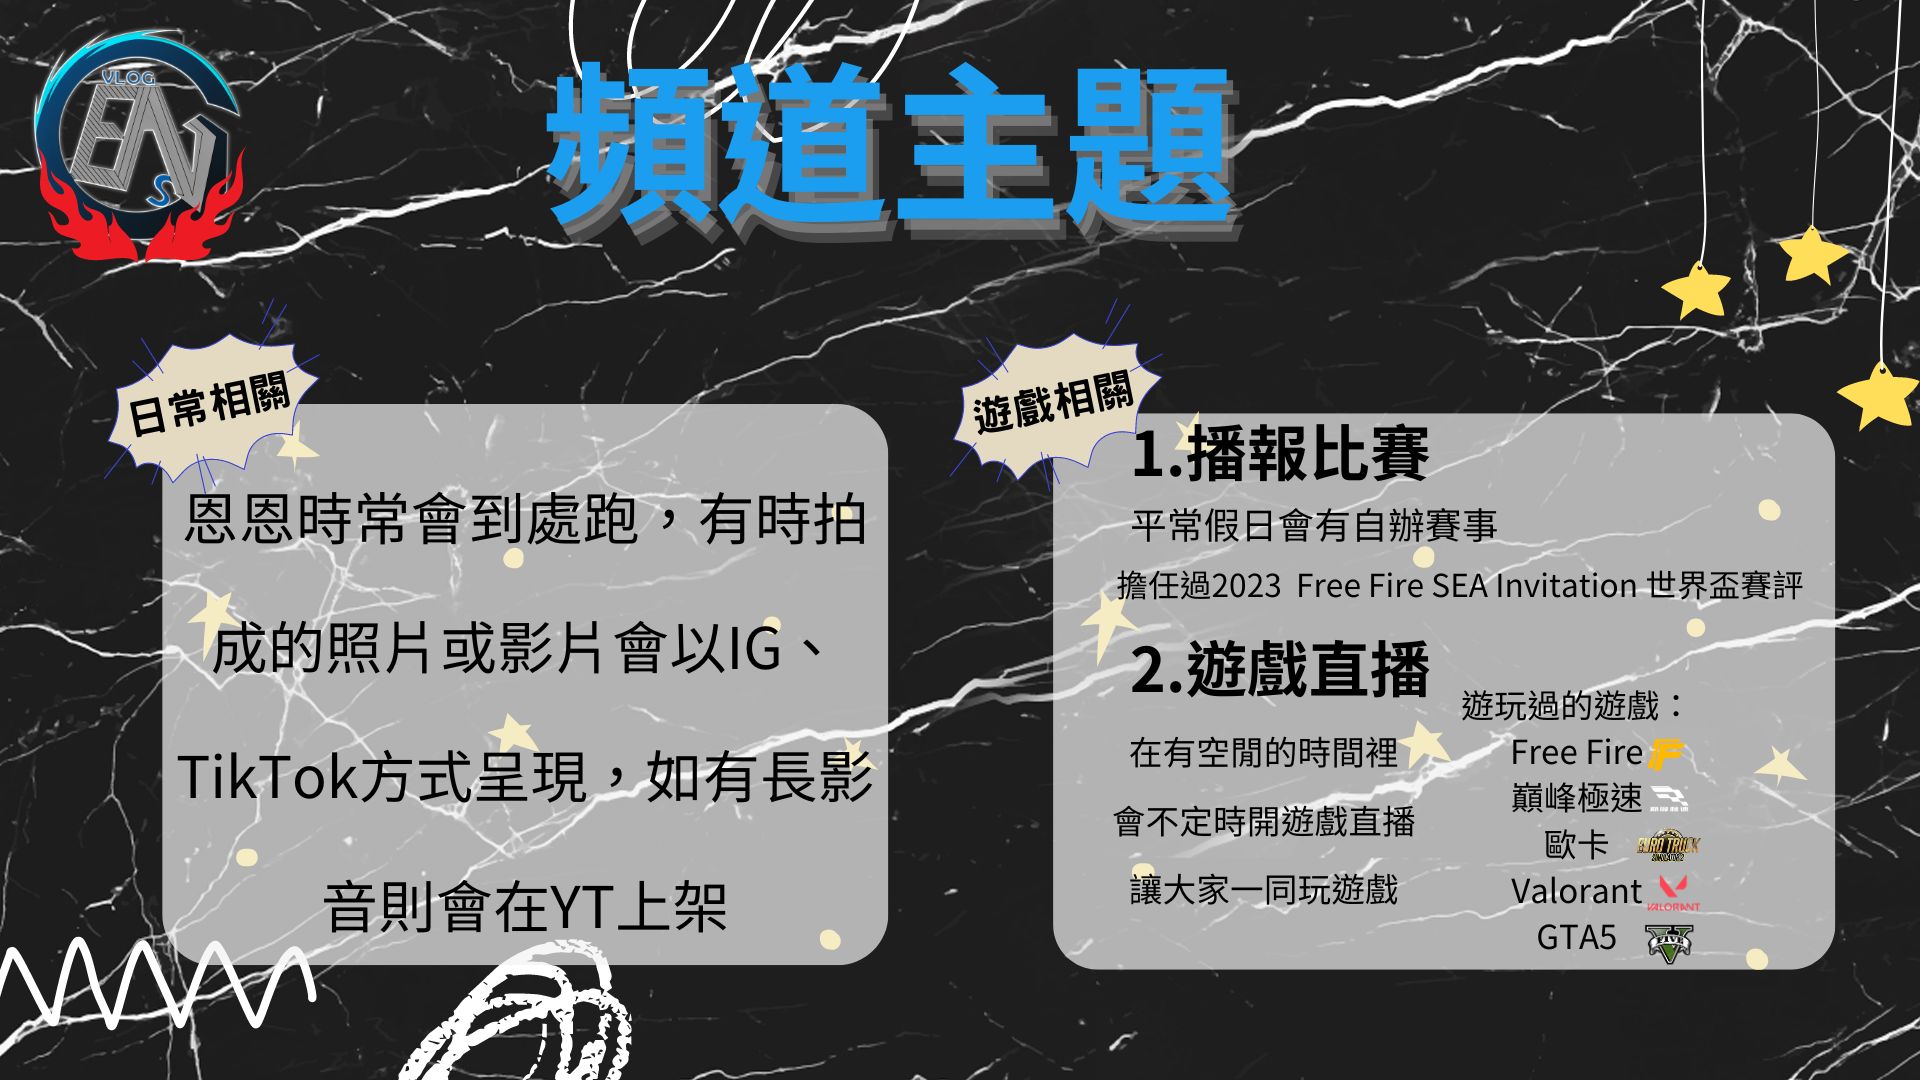 VLOG
EN
S
頻道主題
日常相關
恩恩時常會到處跑，有時拍
成的照片或影片會以IG、
TikTok方式呈現，如有長影
音則會在YT上架
遊戲相關
1.播報比賽
平常假日會有自辦賽事
擔任過2023 Free Fire SEA Invitation 世界盃賽評
2.遊戲直播
在有空閒的時間裡
會不定時開遊戲直播
讓大家一同玩遊戲
遊玩過的遊戲：
Free Fire
巔峰極速
歐卡
EURO TRUCK
SIMULATOR 2
Valorant
VALORANT
GTA5
FIVE